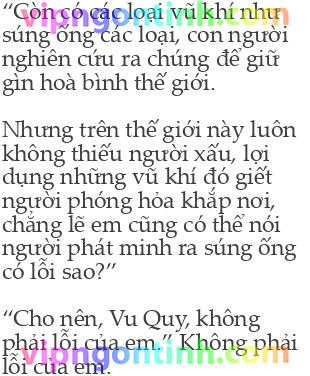 “Còn có các loại vũ khí như
súng ống các loại, con người
nghiên cứu ra chúng để giữ
gìn hoà bình thế giới.
Nhưng trên thế giới này luôn
không thiếu người xấu, lợi
dụng những vũ khí đó giết
người phóng hỏa khắp nơi,
chẳng lẽ em cũng có thể nói
người phát minh ra súng ống
có lỗi sao?”
“Cho nên, Vu Quy, không
phải lỗi của em.” Không phải
lỗi của em.
vipngontinh.com
vipngontinh.com